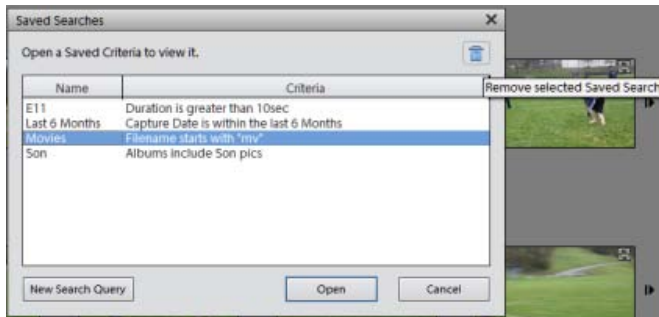 Saved Searches
Open a Saved Criteria to view it.
Name Criteria
Remove selected Saved Search
E11 Duration is greater than 10sec
Last 6 Months Capture Date is within the last 6 Months
Movies Filename starts with "mv"
Son Albums include Son pics
New Search Query Open Cancel